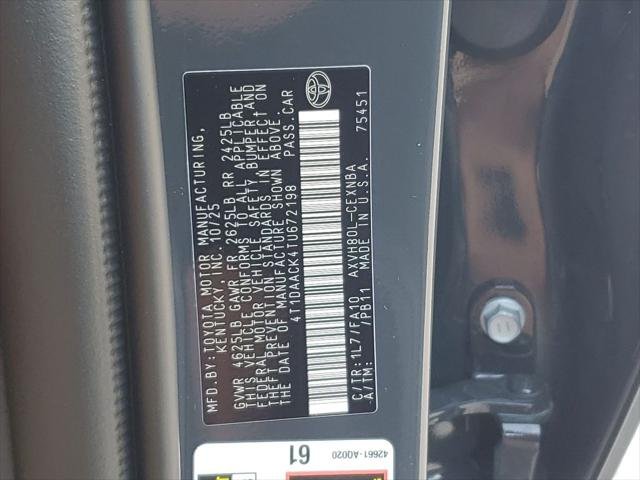 MFD.BY:TOYOTA MOTOR MANUFACTURING,
KENTUCKY, INC. 10/25
GVWR 4625LB GAWR FR 2625LB RR 2425LB
THIS VEHICLE CONFORMS TO ALL APPLICABLE
FEDERAL MOTOR VEHICLE SAFETY, BUMPER AND
THEFT PREVENTION STANDARDS IN EFFECT ON
THE DATE OF MANUFACTURE SHOWN ABOVE.
4T1DAACK4TU672198 PASS.CAR
C/TR:1L7/FA10 AXVH80L-CEXNBA
A/TM: /PB11 MADE IN U.S.A. 75451
61
42661-A0020